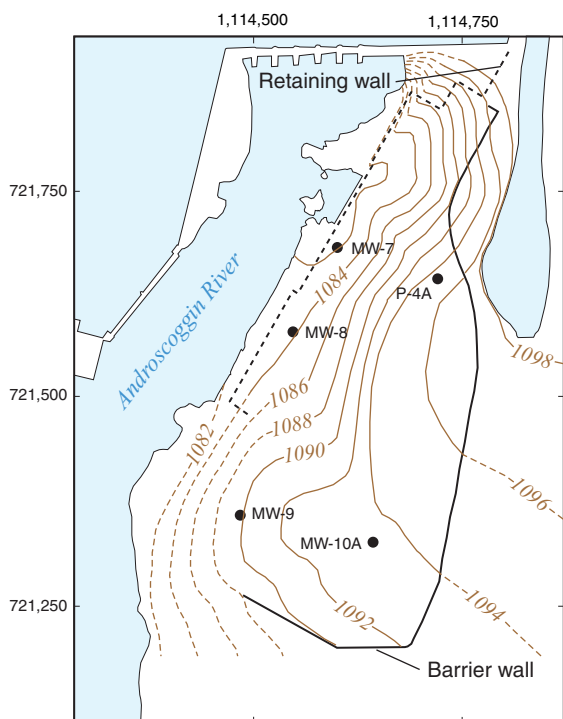 1,114,500
1,114,750
Retaining wall
721,750
MW-7
P-4A
1084
Androscoggin River
MW-8
1098
1086
721,500
1088
1082
1090
1096
MW-9
MW-10A
721,250
1092
1094
Barrier wall